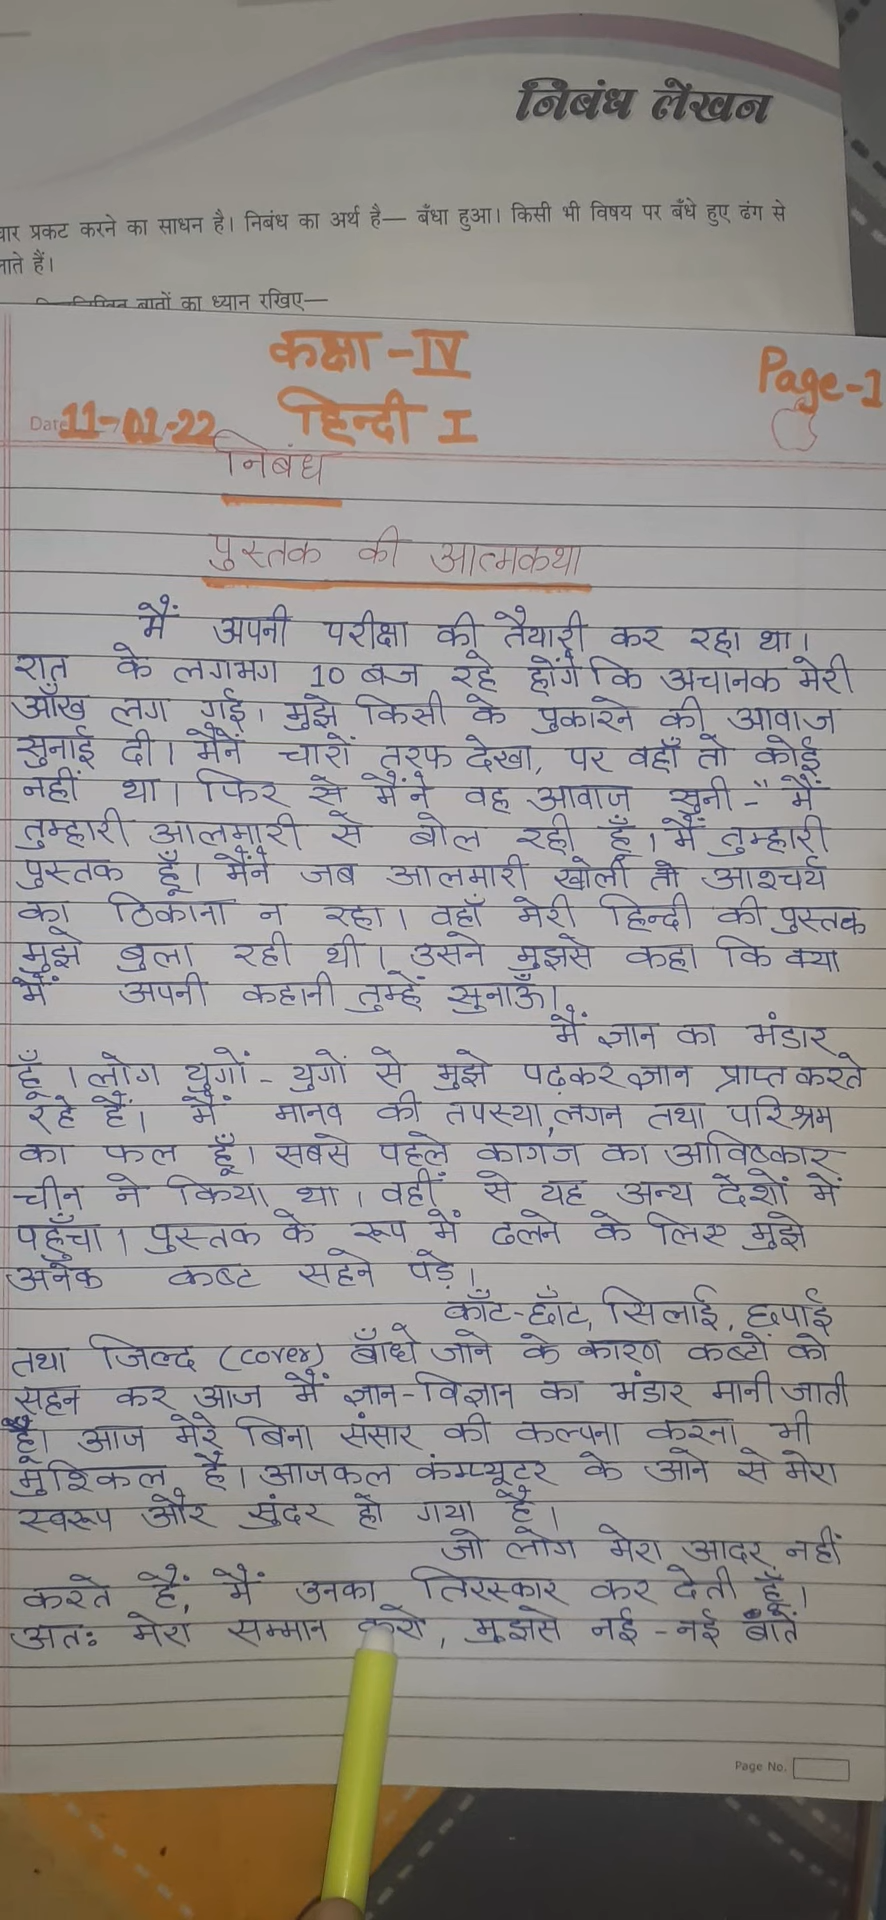 निबंध लेखन
प्रकट करने का साधन है। निबंध का अर्थ है— बँधा हुआ। किसी भी विषय पर बँधे हुए ढंग से
हैं।
बातों का ध्यान रखिए—
कक्षा -IV
Page-1
Date 11-01-22 हिन्दी I
निबंध
पुस्तक की आत्मकथा
मैं अपनी परीक्षा की तैयारी कर रहा था।
रात के लगभग 10 बज रहे होंगे कि अचानक मेरी
आँख लग गई। मुझे किसी के पुकारने की आवाज
सुनाई दी। मैंने चारों तरफ देखा, पर वहाँ तो कोई
नहीं था। फिर से मैंने वह आवाज सुनी -" मैं
तुम्हारी आलमारी से बोल रही हूँ। मैं तुम्हारी
पुस्तक हूँ। मैंने जब आलमारी खोली तो आश्चर्य
का ठिकाना न रहा। वहाँ मेरी हिन्दी की पुस्तक
मुझे बुला रही थी। उसने मुझसे कहा कि क्या
मैं अपनी कहानी तुम्हें सुनाऊँ।
मैं ज्ञान का भंडार
हूँ। लोग युगों - युगों से मुझे पढ़कर ज्ञान प्राप्त करते
रहे हैं। मैं मानव की तपस्या, लगन तथा परिश्रम
का फल हूँ। सबसे पहले कागज का आविष्कार
चीन ने किया था। वहीं से यह अन्य देशों में
पहुँचा। पुस्तक के रूप में ढलने के लिए मुझे
अनेक कष्ट सहने पड़े।
काँट-छाँट, सिलाई, छपाई
तथा जिल्द (cover) बाँधे जाने के कारण कष्टों को
सहन कर आज मैं ज्ञान-विज्ञान का भंडार मानी जाती
हूँ। आज मेरे बिना संसार की कल्पना करना भी
मुश्किल है। आजकल कंम्प्यूटर के आने से मेरा
स्वरूप और सुंदर हो गया है।
जो लोग मेरा आदर नहीं
करते हैं, मैं उनका तिरस्कार कर देती हूँ।
अतः मेरा सम्मान करो, मुझसे नई - नई बातें
Page No.